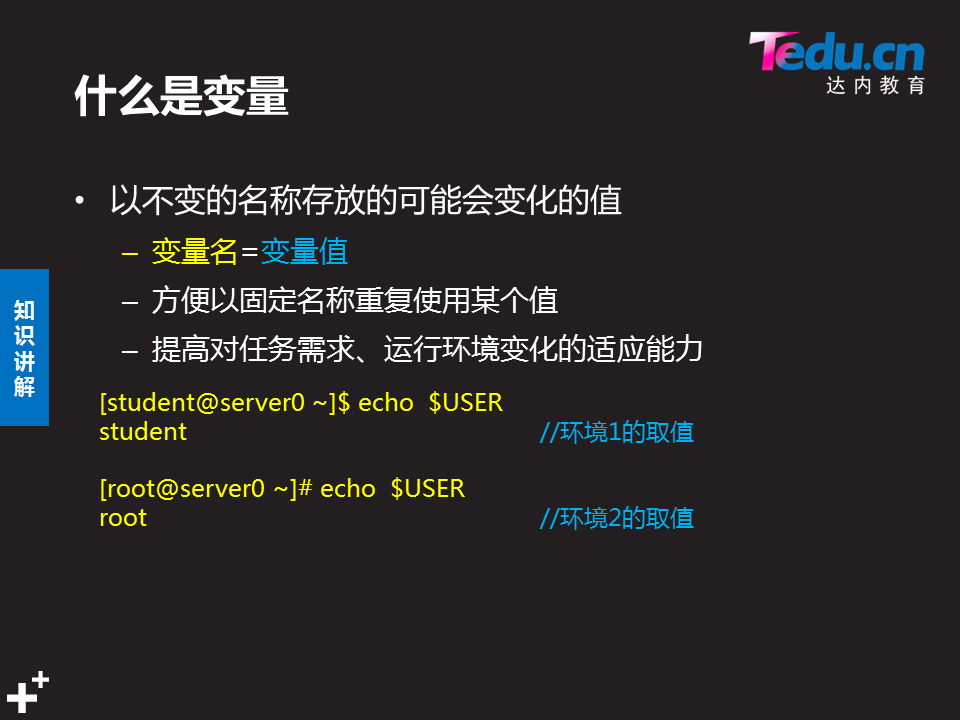 Tedu.cn
达内教育
什么是变量
• 以不变的名称存放的可能会变化的值
– 变量名=变量值
– 方便以固定名称重复使用某个值
– 提高对任务需求、运行环境变化的适应能力
知识讲解
[student@server0 ~]$ echo  $USER
student //环境1的取值
[root@server0 ~]# echo  $USER
root //环境2的取值